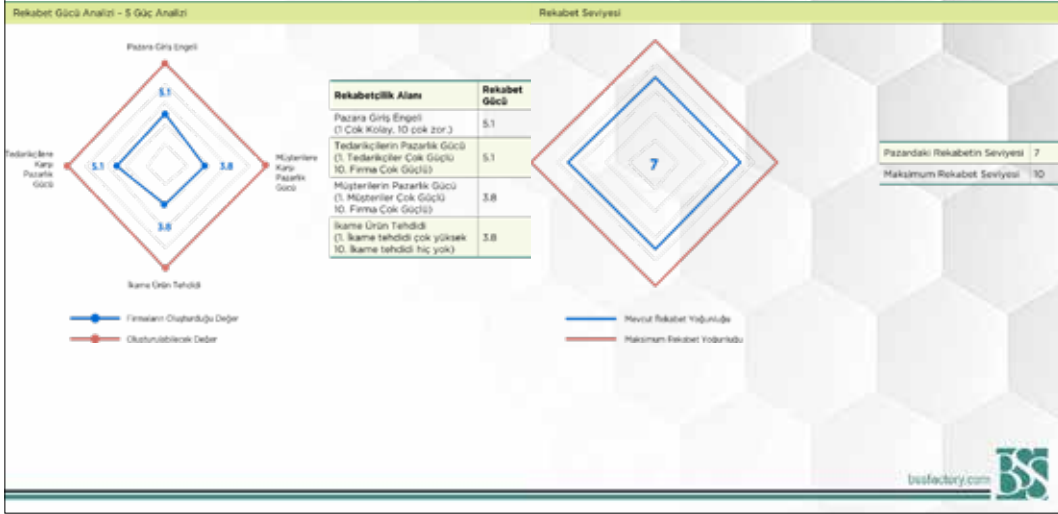 Rekabet Gücü Analizi – 5 Güç Analizi
Rekabet Seviyesi
Pazara Giriş Engeli
5.1
Tedarikçilere
Karşı
Pazarlık
Gücü
5.1
3.8
Müşterilere
Karşı
Pazarlık
Gücü
3.8
İkame Ürün Tehdidi
Firmaların Oluşturduğu Değer
Oluşturulabilecek Değer
Rekabetçilik Alanı
Rekabet
Gücü
Pazara Giriş Engeli
(1 Çok Kolay, 10 çok zor.)
5.1
Tedarikçilerin Pazarlık Gücü
(1. Tedarikçiler Çok Güçlü
10. Firma Çok Güçlü)
5.1
Müşterilerin Pazarlık Gücü
(1. Müşteriler Çok Güçlü
10. Firma Çok Güçlü)
3.8
İkame Ürün Tehdidi
(1. İkame tehdidi çok yüksek
10. İkame tehdidi hiç yok)
3.8
7
Mevcut Rekabet Yoğunluğu
Maksimum Rekabet Yoğunluğu
Pazardaki Rekabetin Seviyesi 7
Maksimum Rekabet Seviyesi 10
bssfactory.com
BSS